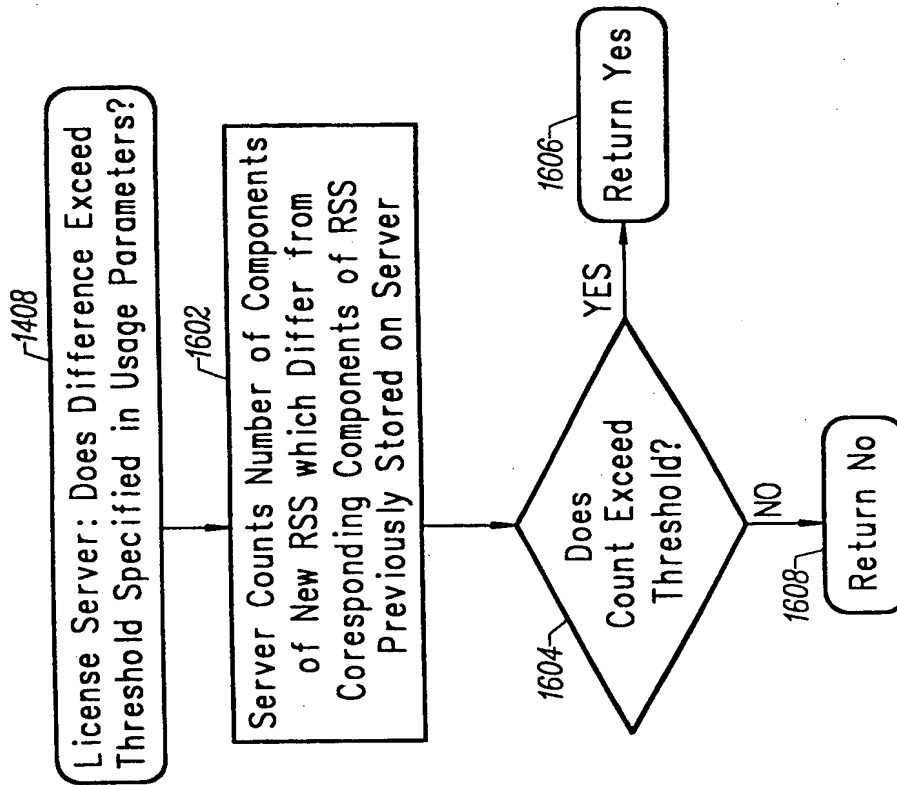 1408
License Server: Does Difference Exceed
Threshold Specified in Usage Parameters?
1602
Server Counts Number of Components
of New RSS which Differ from
Coresponding Components of RSS
Previously Stored on Server
1604
Does
Count Exceed
Threshold?
YES
1606
Return Yes
NO
1608
Return No